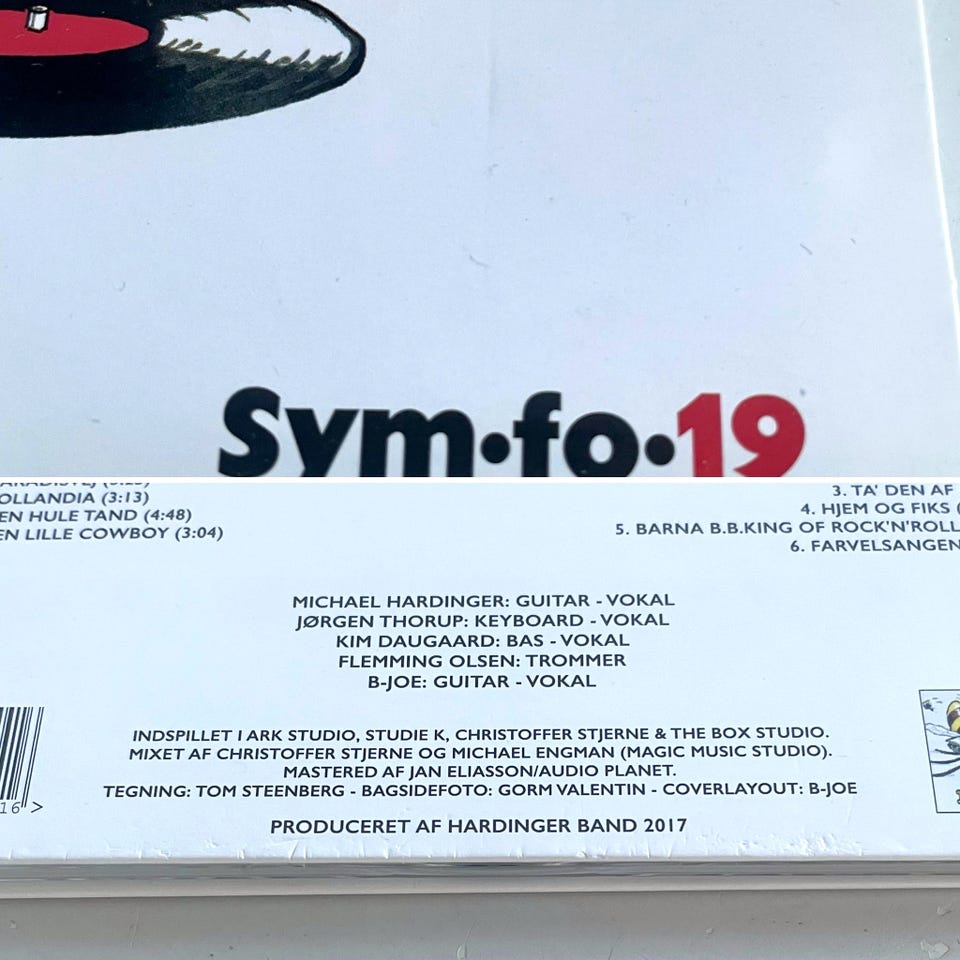 Sym•fo•19
OLLANDIA (3:13)
EN HULE TAND (4:48)
EN LILLE COWBOY (3:04)
3. TA' DEN AF
4. HJEM OG FIKS (
5. BARNA B.B.KING OF ROCK'N'ROLL
6. FARVELSANGEN
MICHAEL HARDINGER: GUITAR - VOKAL
JØRGEN THORUP: KEYBOARD - VOKAL
KIM DAUGAARD: BAS - VOKAL
FLEMMING OLSEN: TROMMER
B-JOE: GUITAR - VOKAL
INDSPILLET I ARK STUDIO, STUDIE K, CHRISTOFFER STJERNE & THE BOX STUDIO.
MIXET AF CHRISTOFFER STJERNE OG MICHAEL ENGMAN (MAGIC MUSIC STUDIO).
MASTERED AF JAN ELIASSON/AUDIO PLANET.
TEGNING: TOM STEENBERG - BAGSIDEFOTO: GORM VALENTIN - COVERLAYOUT: B-JOE
16 >
PRODUCERET AF HARDINGER BAND 2017